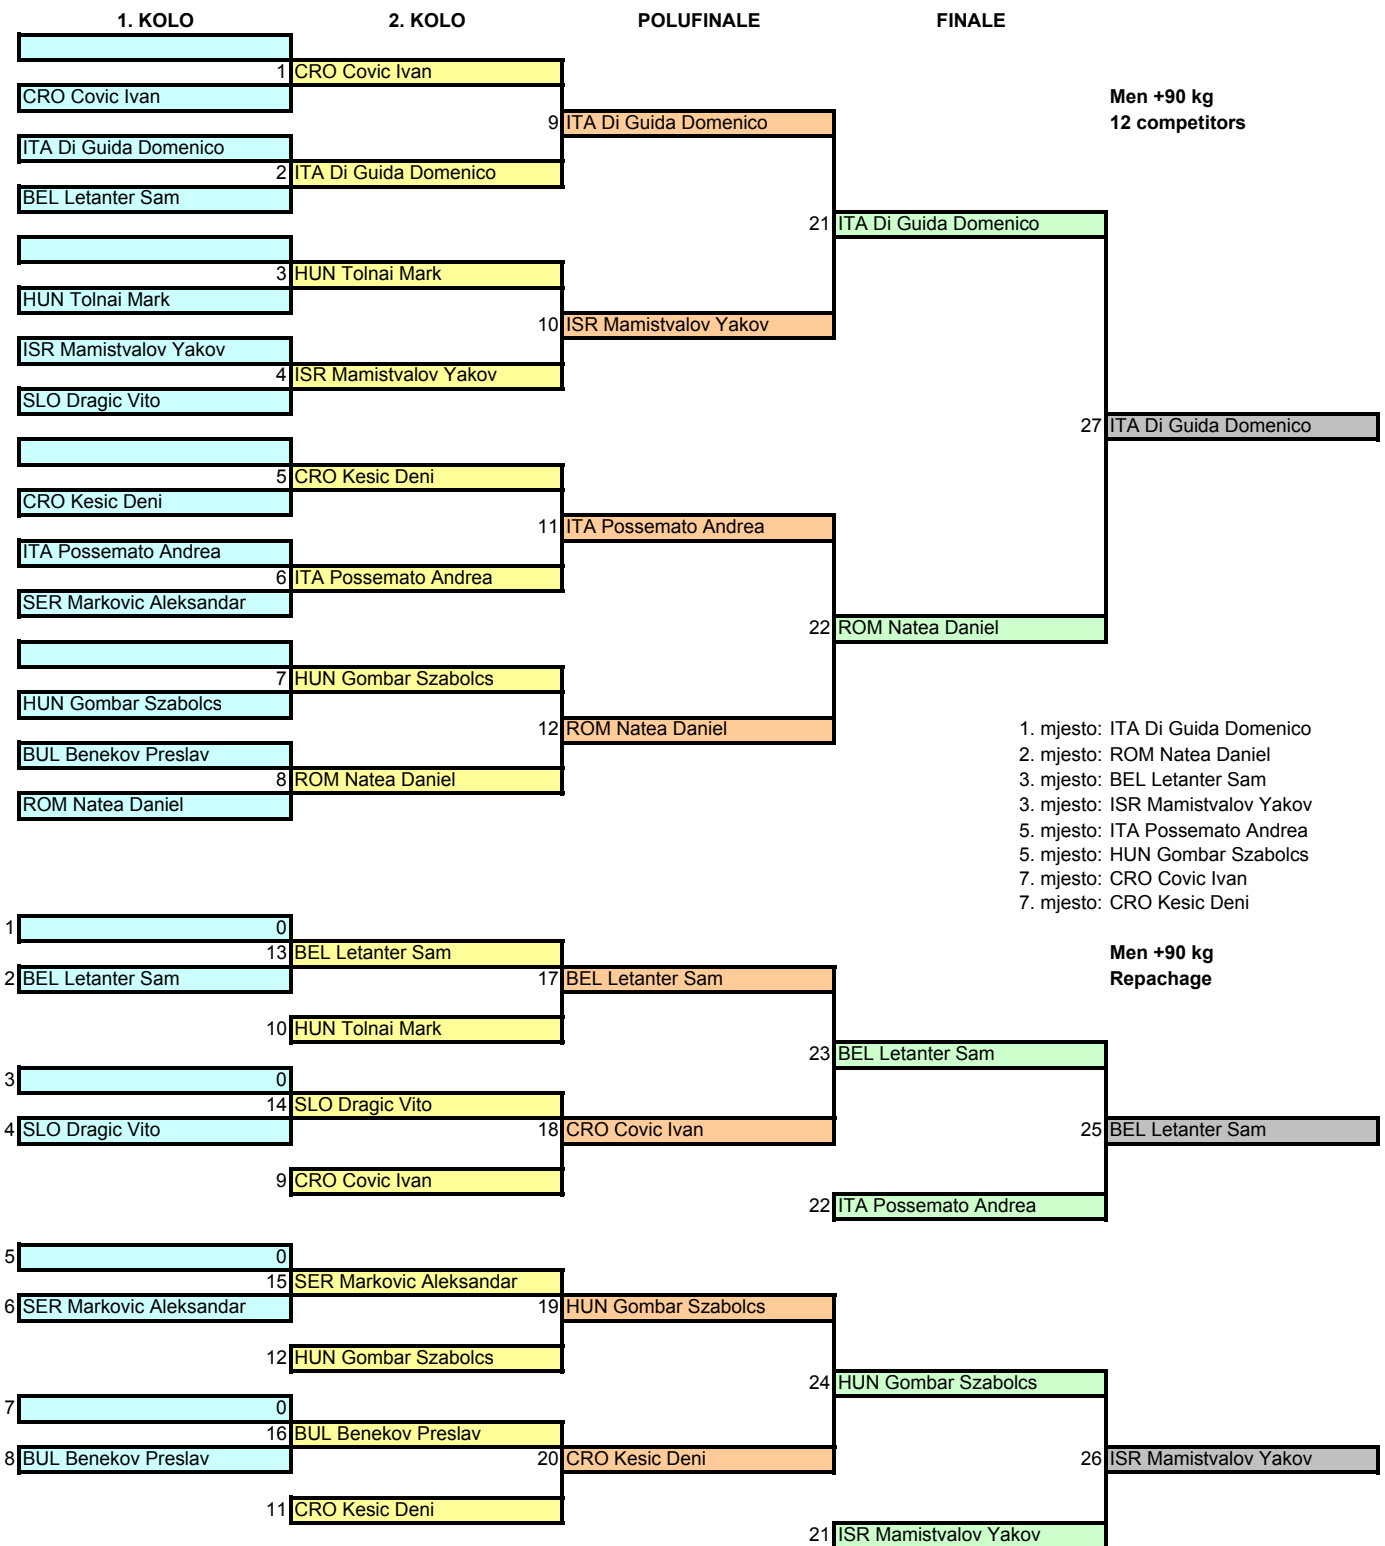 1. KOLO 2. KOLO POLUFINALE FINALE
1 CRO Covic Ivan
CRO Covic Ivan Men +90 kg
9 ITA Di Guida Domenico 12 competitors
ITA Di Guida Domenico
2 ITA Di Guida Domenico
BEL Letanter Sam
21 ITA Di Guida Domenico
3 HUN Tolnai Mark
HUN Tolnai Mark
10 ISR Mamistvalov Yakov
ISR Mamistvalov Yakov
4 ISR Mamistvalov Yakov
SLO Dragic Vito
27 ITA Di Guida Domenico
5 CRO Kesic Deni
CRO Kesic Deni
11 ITA Possemato Andrea
ITA Possemato Andrea
6 ITA Possemato Andrea
SER Markovic Aleksandar
22 ROM Natea Daniel
7 HUN Gombar Szabolcs
HUN Gombar Szabolcs
12 ROM Natea Daniel 1. mjesto: ITA Di Guida Domenico
BUL Benekov Preslav 2. mjesto: ROM Natea Daniel
8 ROM Natea Daniel 3. mjesto: BEL Letanter Sam
ROM Natea Daniel 3. mjesto: ISR Mamistvalov Yakov
5. mjesto: ITA Possemato Andrea
5. mjesto: HUN Gombar Szabolcs
7. mjesto: CRO Covic Ivan
7. mjesto: CRO Kesic Deni
1 0
13 BEL Letanter Sam Men +90 kg
2 BEL Letanter Sam 17 BEL Letanter Sam Repachage
10 HUN Tolnai Mark
23 BEL Letanter Sam
3 0
14 SLO Dragic Vito
4 SLO Dragic Vito 18 CRO Covic Ivan 25 BEL Letanter Sam
9 CRO Covic Ivan
22 ITA Possemato Andrea
5 0
15 SER Markovic Aleksandar
6 SER Markovic Aleksandar 19 HUN Gombar Szabolcs
12 HUN Gombar Szabolcs
24 HUN Gombar Szabolcs
7 0
16 BUL Benekov Preslav
8 BUL Benekov Preslav 20 CRO Kesic Deni 26 ISR Mamistvalov Yakov
11 CRO Kesic Deni
21 ISR Mamistvalov Yakov